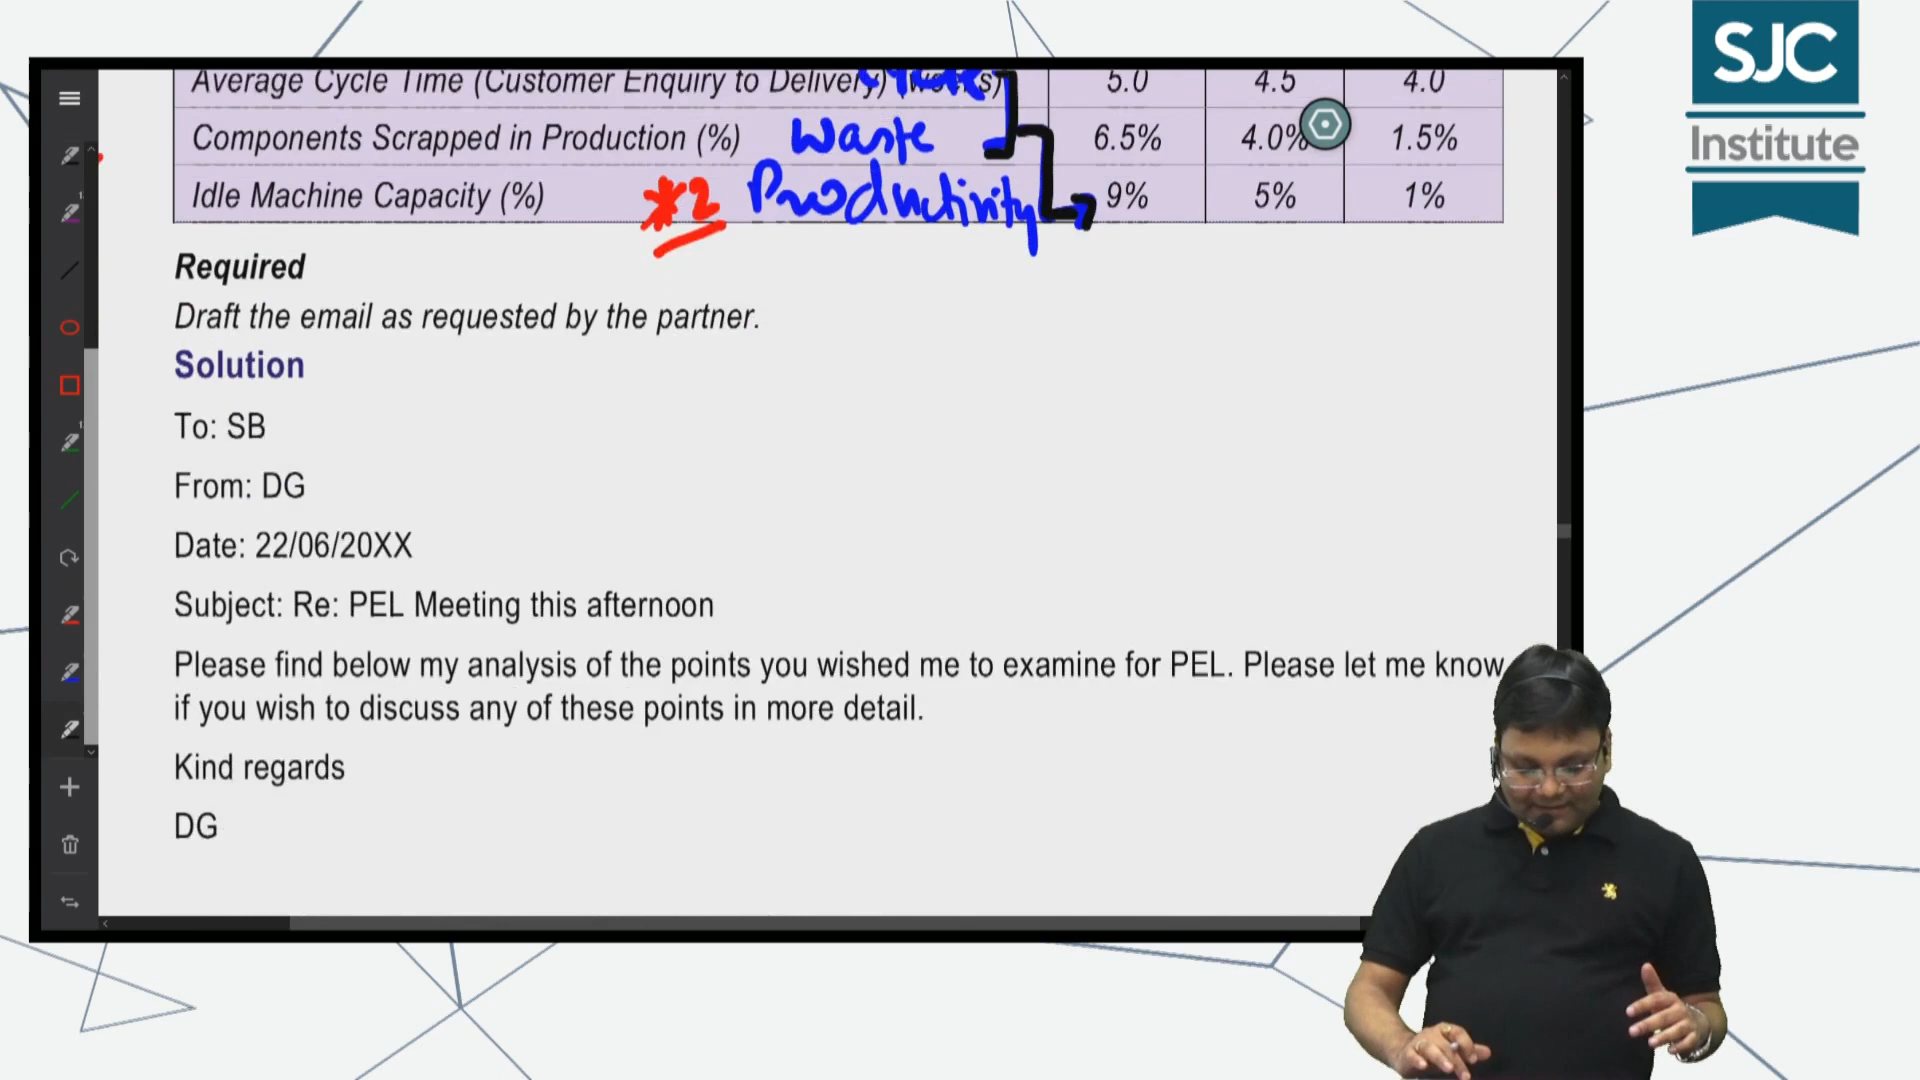 Average Cycle Time (Customer Enquiry to Delivery) 5.0 4.5 4.0
Components Scrapped in Production (%) Waste 6.5% 4.0% 1.5%
Idle Machine Capacity (%) *2 Productivity 9% 5% 1%
Required
Draft the email as requested by the partner.
Solution
To: SB
From: DG
Date: 22/06/20XX
Subject: Re: PEL Meeting this afternoon
Please find below my analysis of the points you wished me to examine for PEL. Please let me know
if you wish to discuss any of these points in more detail.
Kind regards
DG
SJC
Institute